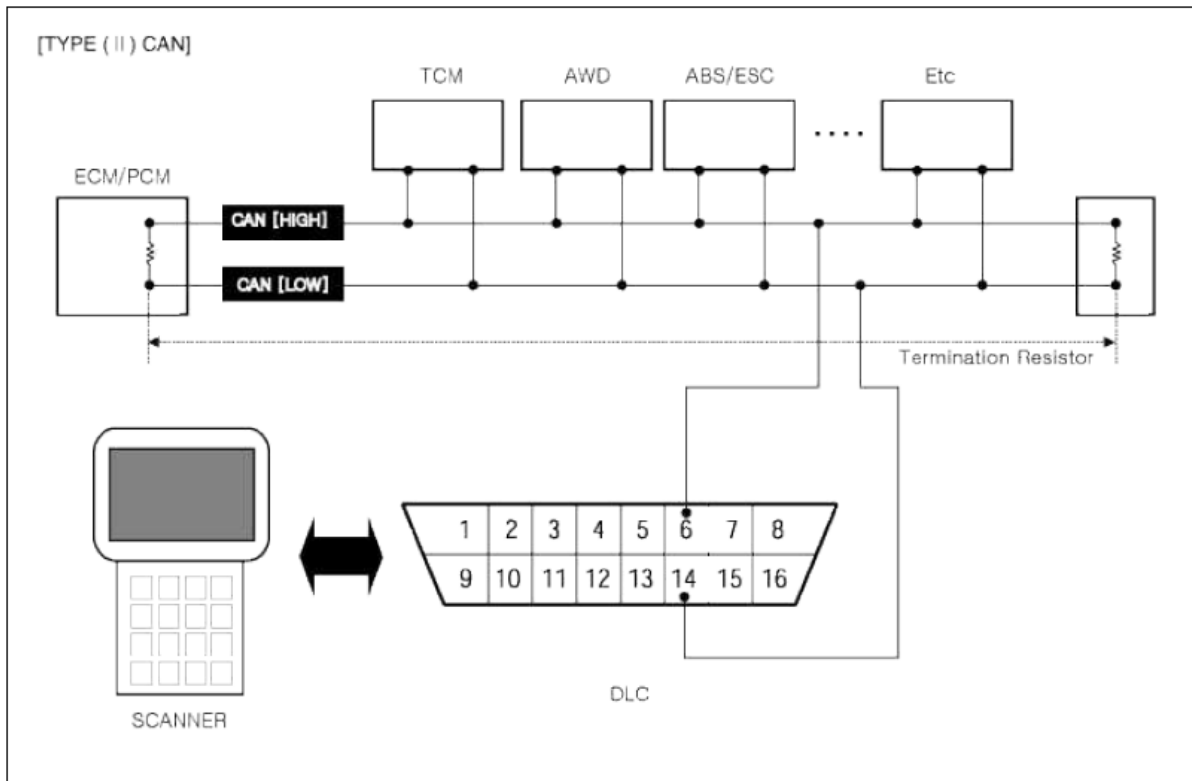 [TYPE (Ⅱ) CAN]
TCM AWD ABS/ESC Etc
ECM/PCM
CAN [HIGH]
CAN [LOW]
Termination Resistor
1 2 3 4 5 6 7 8
9 10 11 12 13 14 15 16
DLC
SCANNER